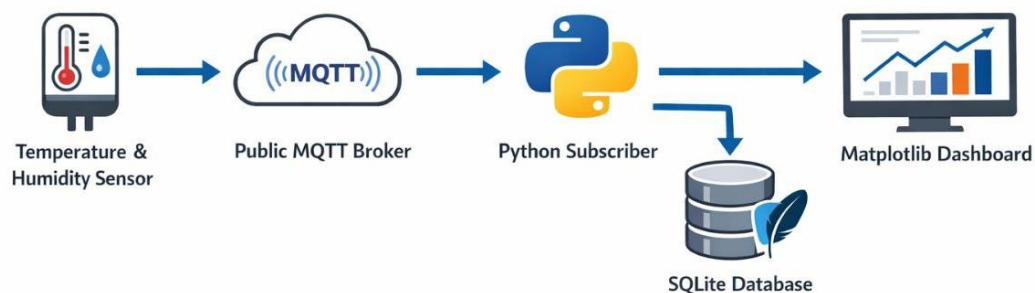 MQTT
Temperature &
Humidity Sensor
Public MQTT Broker
Python Subscriber
Matplotlib Dashboard
SQLite Database